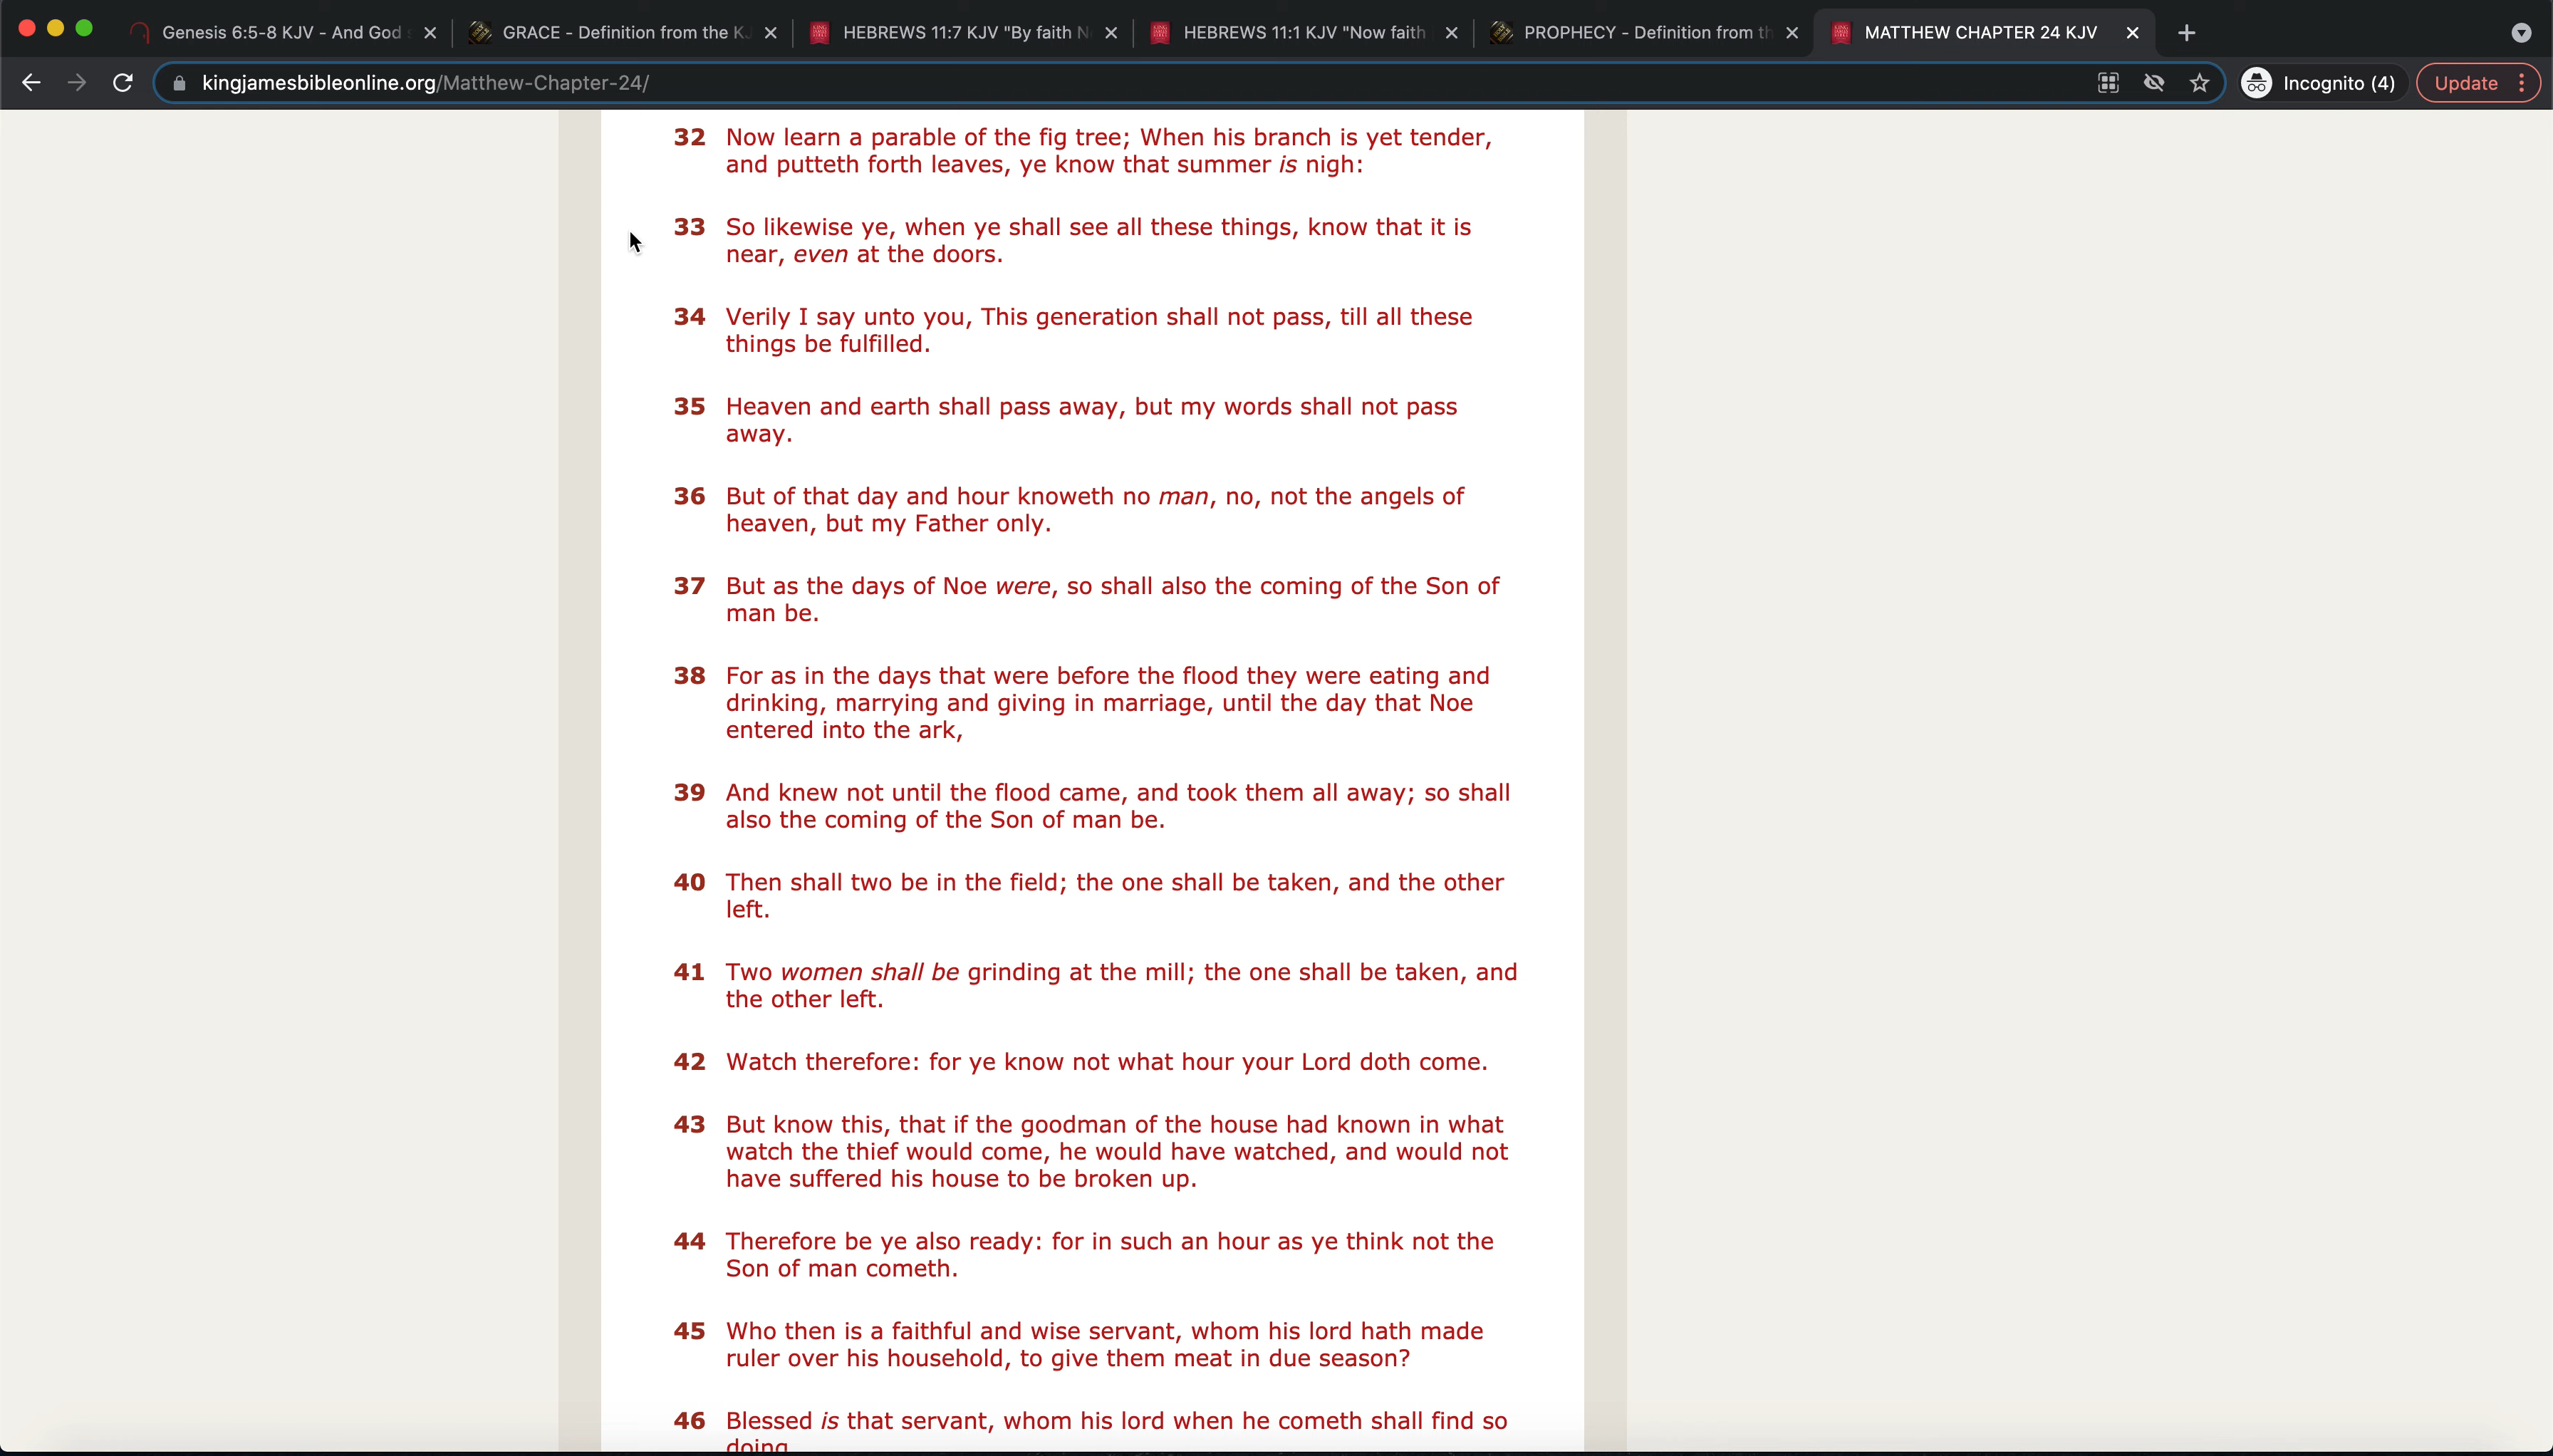 Genesis 6:5-8 KJV - And God
GRACE - Definition from the K
HEBREWS 11:7 KJV "By faith N
HEBREWS 11:1 KJV "Now faith
PROPHECY - Definition from th
MATTHEW CHAPTER 24 KJV
kingjamesbibleonline.org/Matthew-Chapter-24/
Incognito (4)
Update
32 Now learn a parable of the fig tree; When his branch is yet tender,
and putteth forth leaves, ye know that summer is nigh:
33 So likewise ye, when ye shall see all these things, know that it is
near, even at the doors.
34 Verily I say unto you, This generation shall not pass, till all these
things be fulfilled.
35 Heaven and earth shall pass away, but my words shall not pass
away.
36 But of that day and hour knoweth no man, no, not the angels of
heaven, but my Father only.
37 But as the days of Noe were, so shall also the coming of the Son of
man be.
38 For as in the days that were before the flood they were eating and
drinking, marrying and giving in marriage, until the day that Noe
entered into the ark,
39 And knew not until the flood came, and took them all away; so shall
also the coming of the Son of man be.
40 Then shall two be in the field; the one shall be taken, and the other
left.
41 Two women shall be grinding at the mill; the one shall be taken, and
the other left.
42 Watch therefore: for ye know not what hour your Lord doth come.
43 But know this, that if the goodman of the house had known in what
watch the thief would come, he would have watched, and would not
have suffered his house to be broken up.
44 Therefore be ye also ready: for in such an hour as ye think not the
Son of man cometh.
45 Who then is a faithful and wise servant, whom his lord hath made
ruler over his household, to give them meat in due season?
46 Blessed is that servant, whom his lord when he cometh shall find so
doing